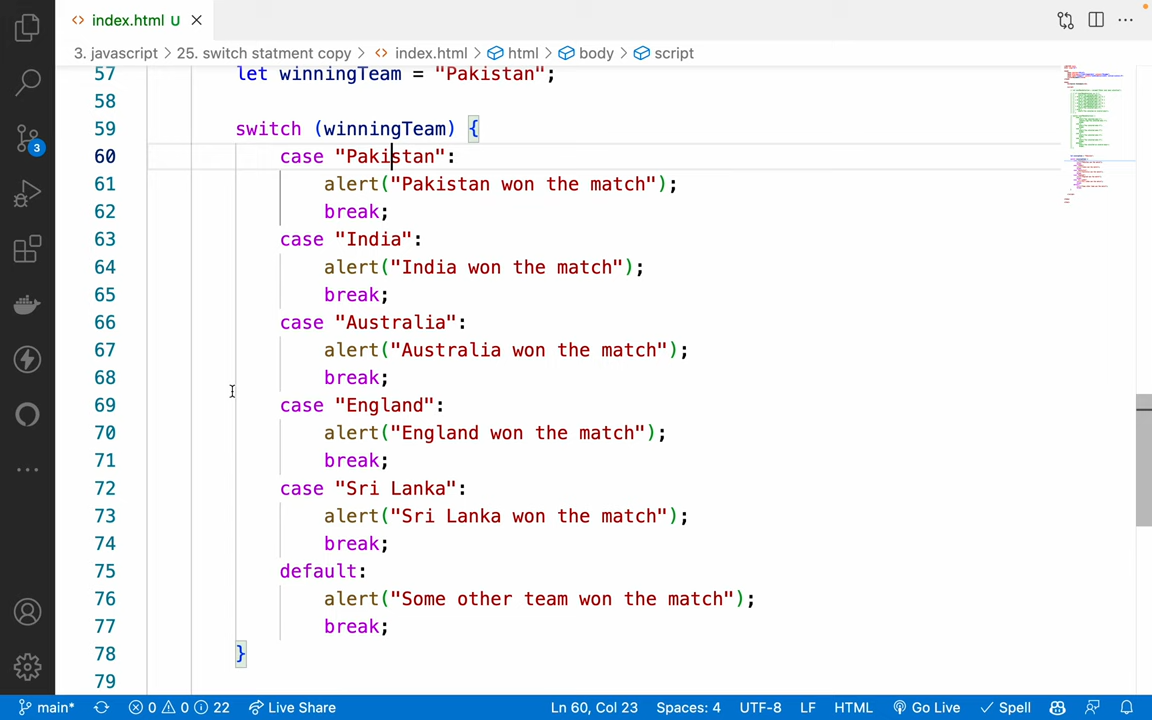 index.html U
3. javascript > 25. switch statment copy > index.html > html > body > script
57 let winningTeam = "Pakistan";
58
59 switch (winningTeam) {
60 case "Pakistan":
61 alert("Pakistan won the match");
62 break;
63 case "India":
64 alert("India won the match");
65 break;
66 case "Australia":
67 alert("Australia won the match");
68 break;
69 case "England":
70 alert("England won the match");
71 break;
72 case "Sri Lanka":
73 alert("Sri Lanka won the match");
74 break;
75 default:
76 alert("Some other team won the match");
77 break;
78 }
79
3
main* 0 0 22 Live Share Ln 60, Col 23 Spaces: 4 UTF-8 LF HTML Go Live Spell